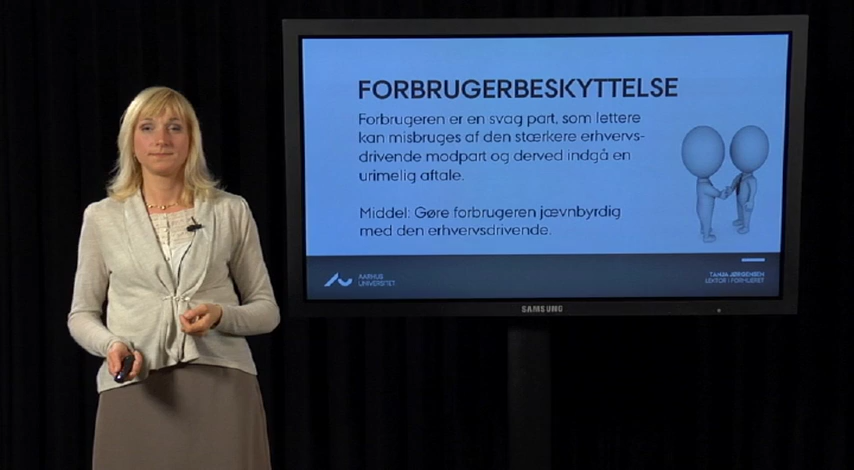 FORBRUGERBESKYTTELSE
Forbrugeren er en svag part, som lettere
kan misbruges af den stærkere erhvervs-
drivende modpart og derved indgå en
urimelig aftale.
Middel: Gøre forbrugeren jævnbyrdig
med den erhvervsdrivende.
AARHUS
UNIVERSITET
TANJA JØRGENSEN
LEKTOR I FORMUERET
SAMSUNG